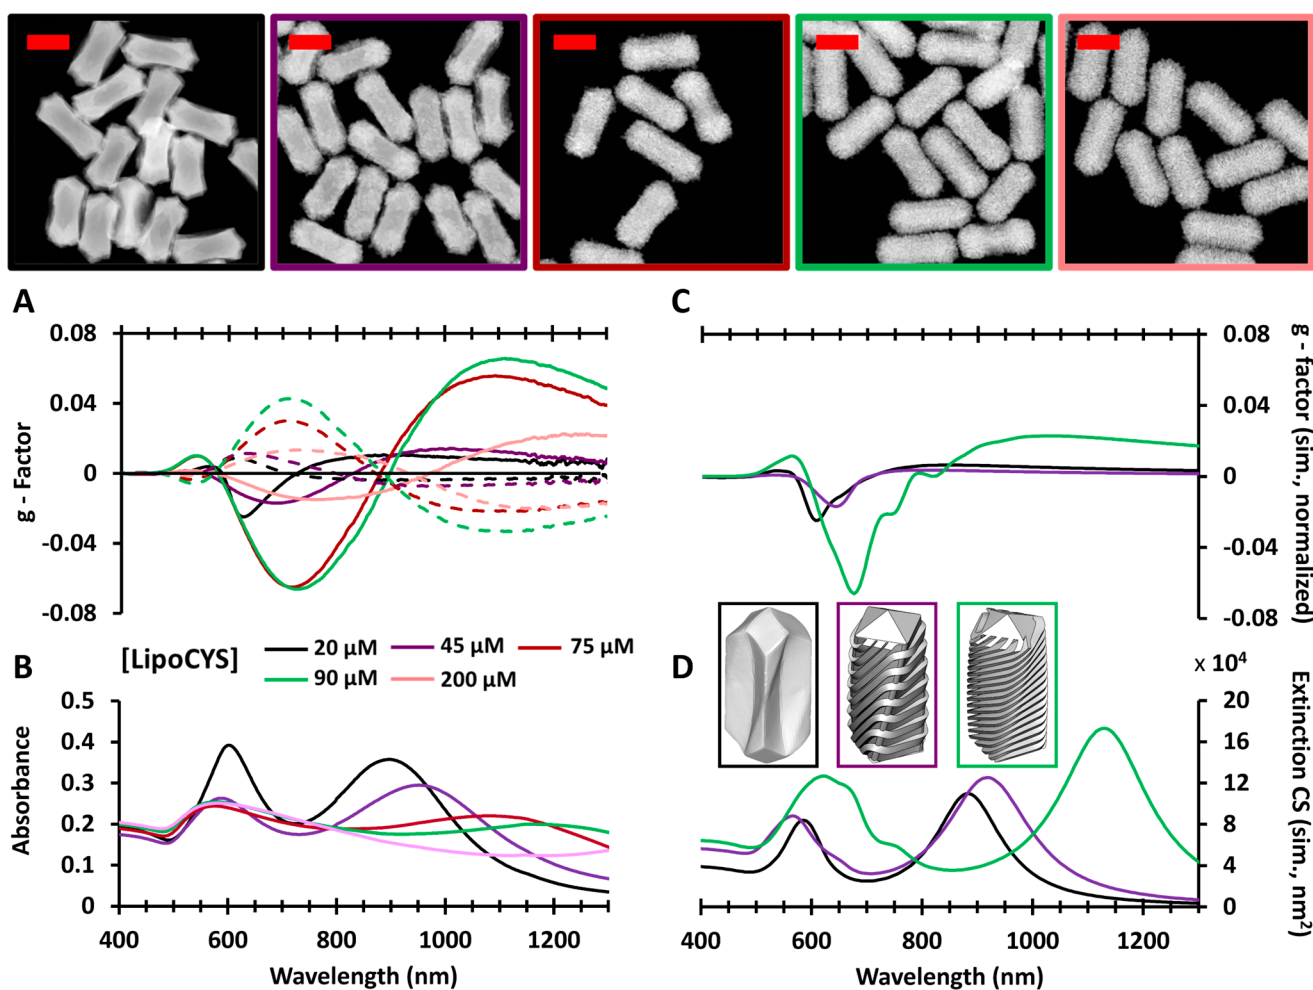 A
C
0.08
0.04
0
-0.04
-0.08
g - Factor
0.08
0.04
0
-0.04
-0.08
g - factor (sim., normalized)
[LipoCYS]
20 μM
45 μM
75 μM
90 μM
200 μM
B
D
x 10⁴
0.5
0.4
0.3
0.2
0.1
0
Absorbance
20
16
12
8
4
0
Extinction CS (sim., nm²)
400
600
800
1000
1200
400
600
800
1000
1200
Wavelength (nm)
Wavelength (nm)